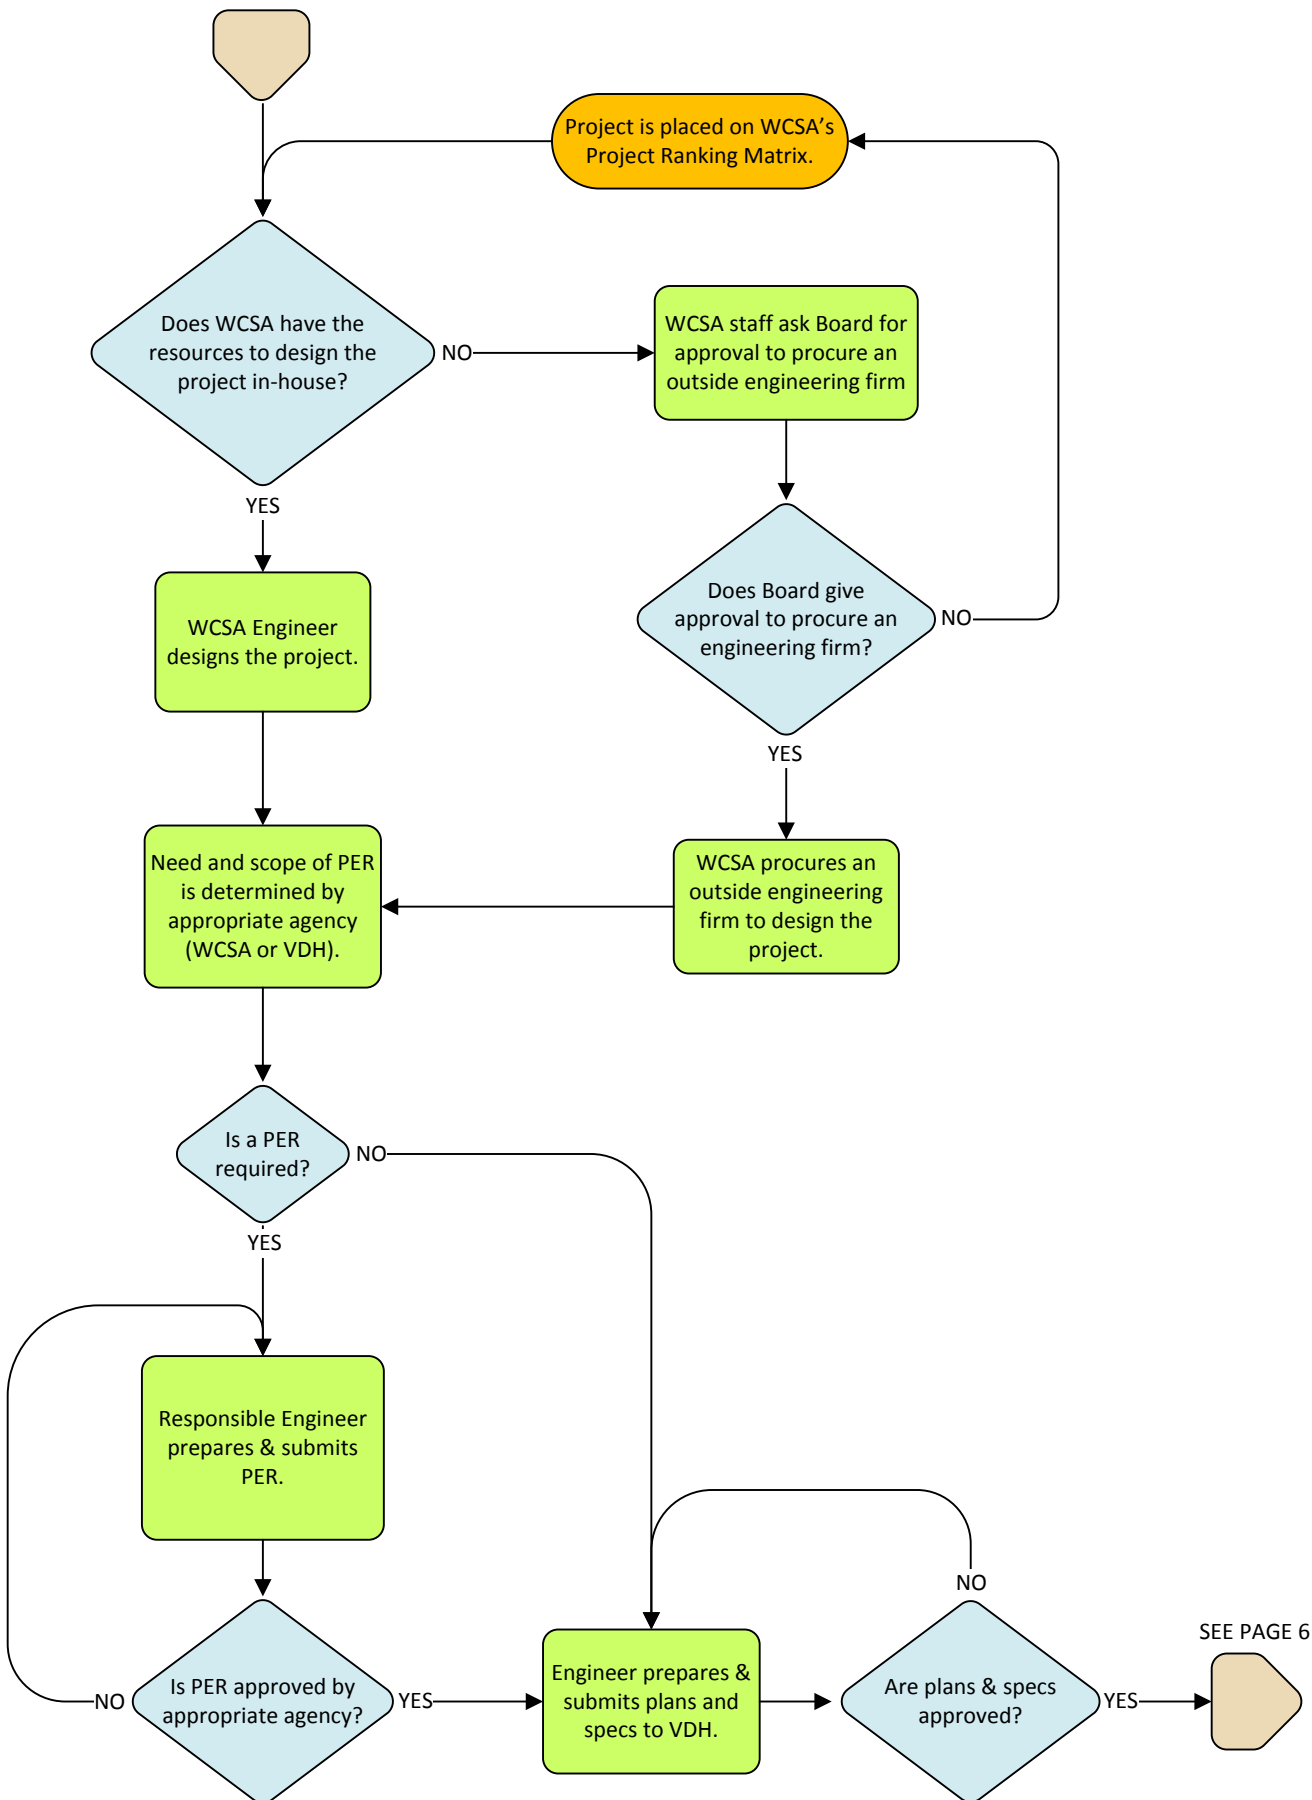 Project is placed on WCSA’s
Project Ranking Matrix.
Does WCSA have the
resources to design the
project in-house?
NO
WCSA staff ask Board for
approval to procure an
outside engineering firm
YES
Does Board give
approval to procure an
engineering firm?
NO
WCSA Engineer
designs the project.
YES
Need and scope of PER
is determined by
appropriate agency
(WCSA or VDH).
WCSA procures an
outside engineering
firm to design the
project.
Is a PER
required?
NO
YES
Responsible Engineer
prepares & submits
PER.
NO
Is PER approved by
appropriate agency?
YES
Engineer prepares &
submits plans and
specs to VDH.
NO
Are plans & specs
approved?
YES
SEE PAGE 6